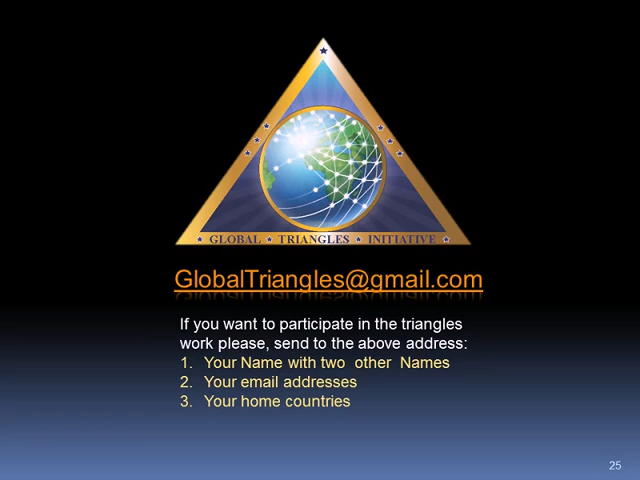 GLOBAL TRIANGLES INITIATIVE
GlobalTriangles@gmail.com
If you want to participate in the triangles
work please, send to the above address:
1. Your Name with two other Names
2. Your email addresses
3. Your home countries
25